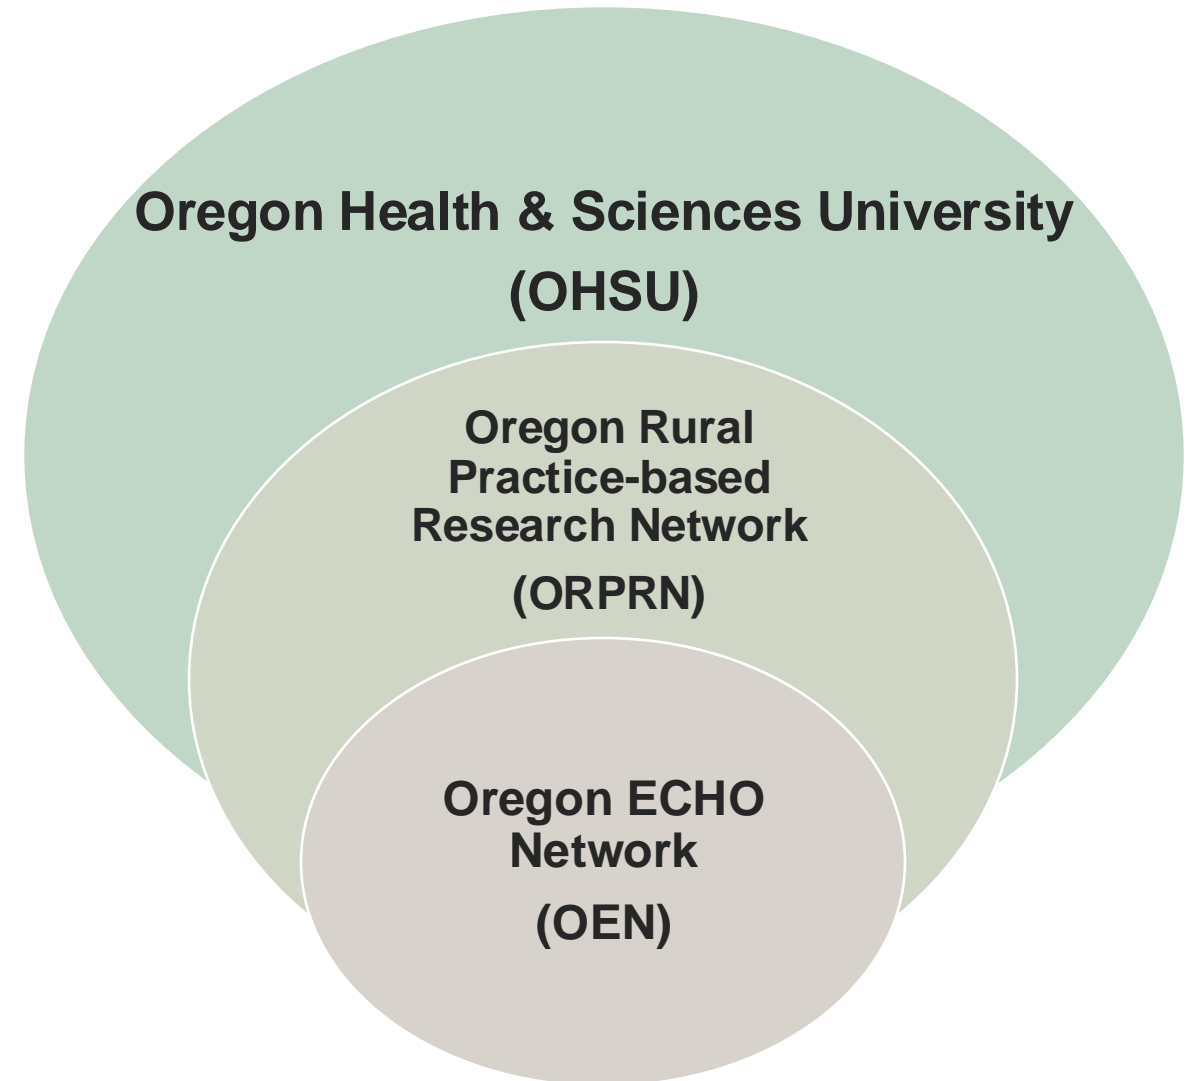 Oregon Health & Sciences University
(OHSU)
Oregon Rural
Practice-based
Research Network
(ORPRN)
Oregon ECHO
Network
(OEN)